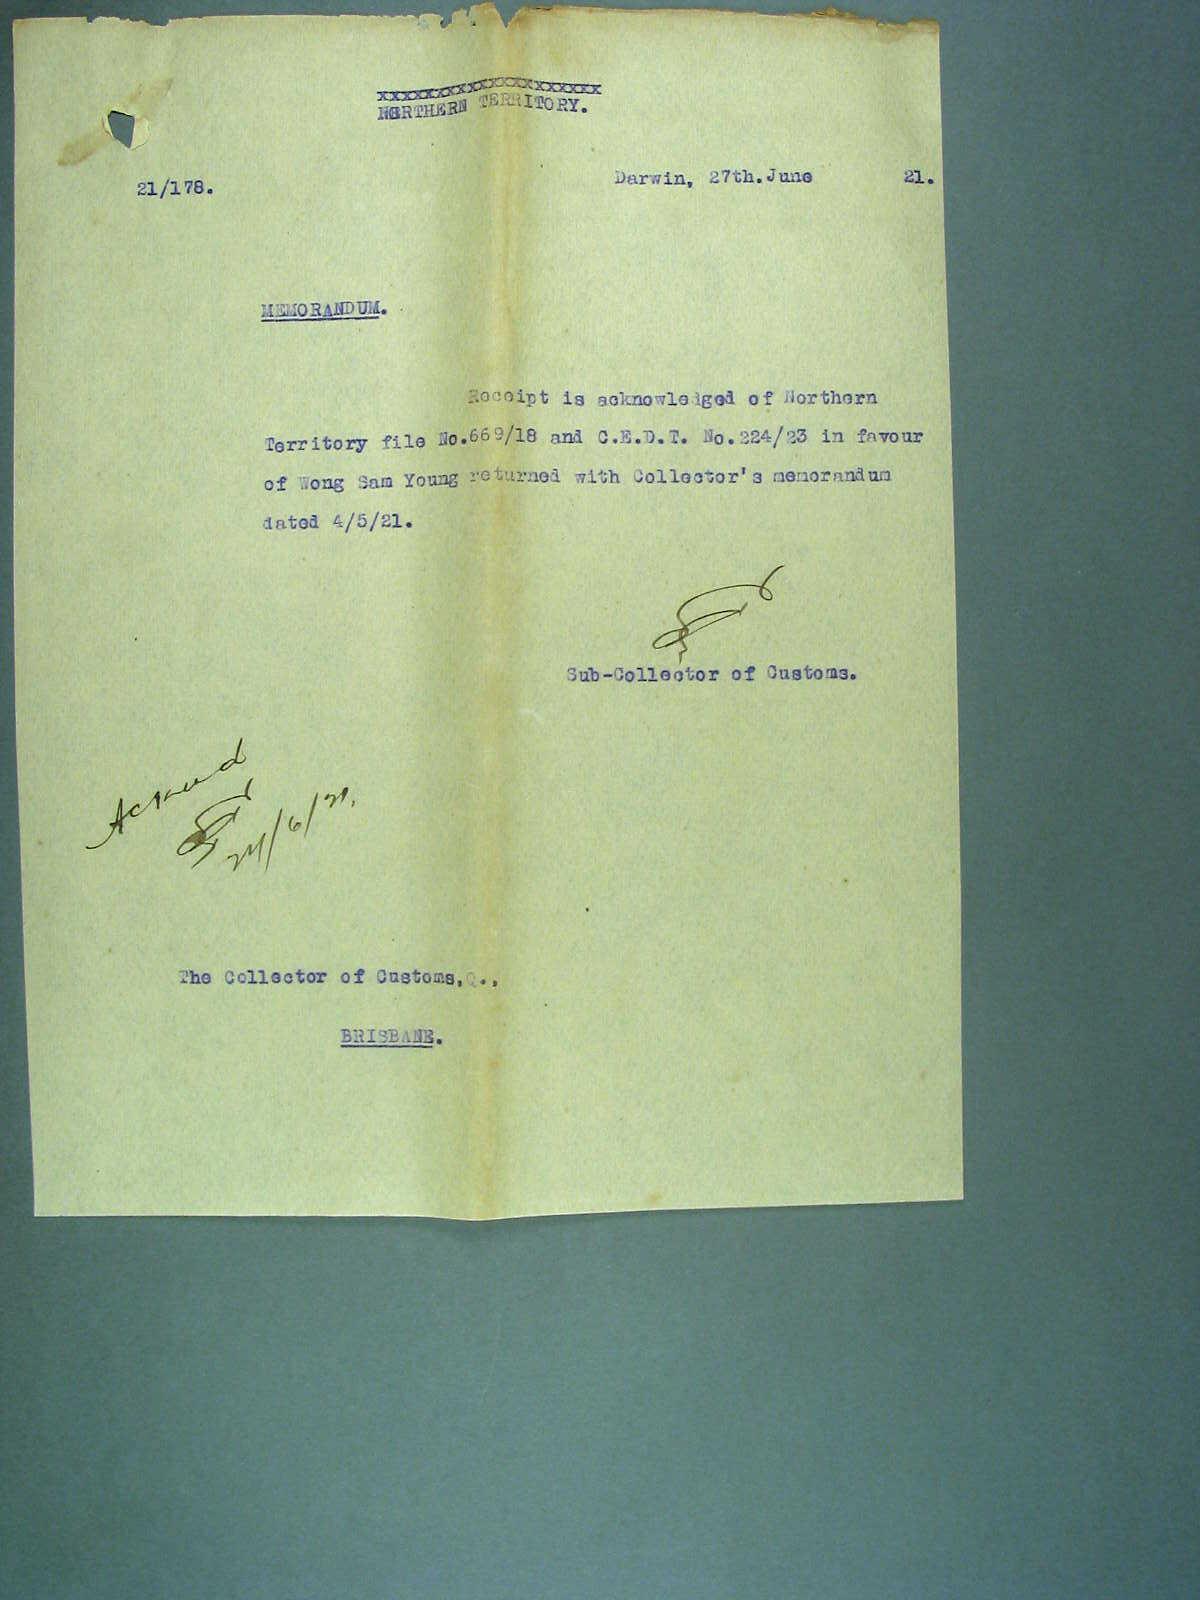 xxxxxxxxxxxxxxxxxxxx
NORTHERN TERRITORY.
21/178.
Darwin, 27th.June 21.
MEMORANDUM.
Receipt is acknowledged of Northern
Territory file No.669/18 and C.E.D.T. No.224/23 in favour
of Wong Sam Young returned with Collector's memorandum
dated 4/5/21.
Sub-Collector of Customs.
The Collector of Customs,Q.,
BRISBANE.